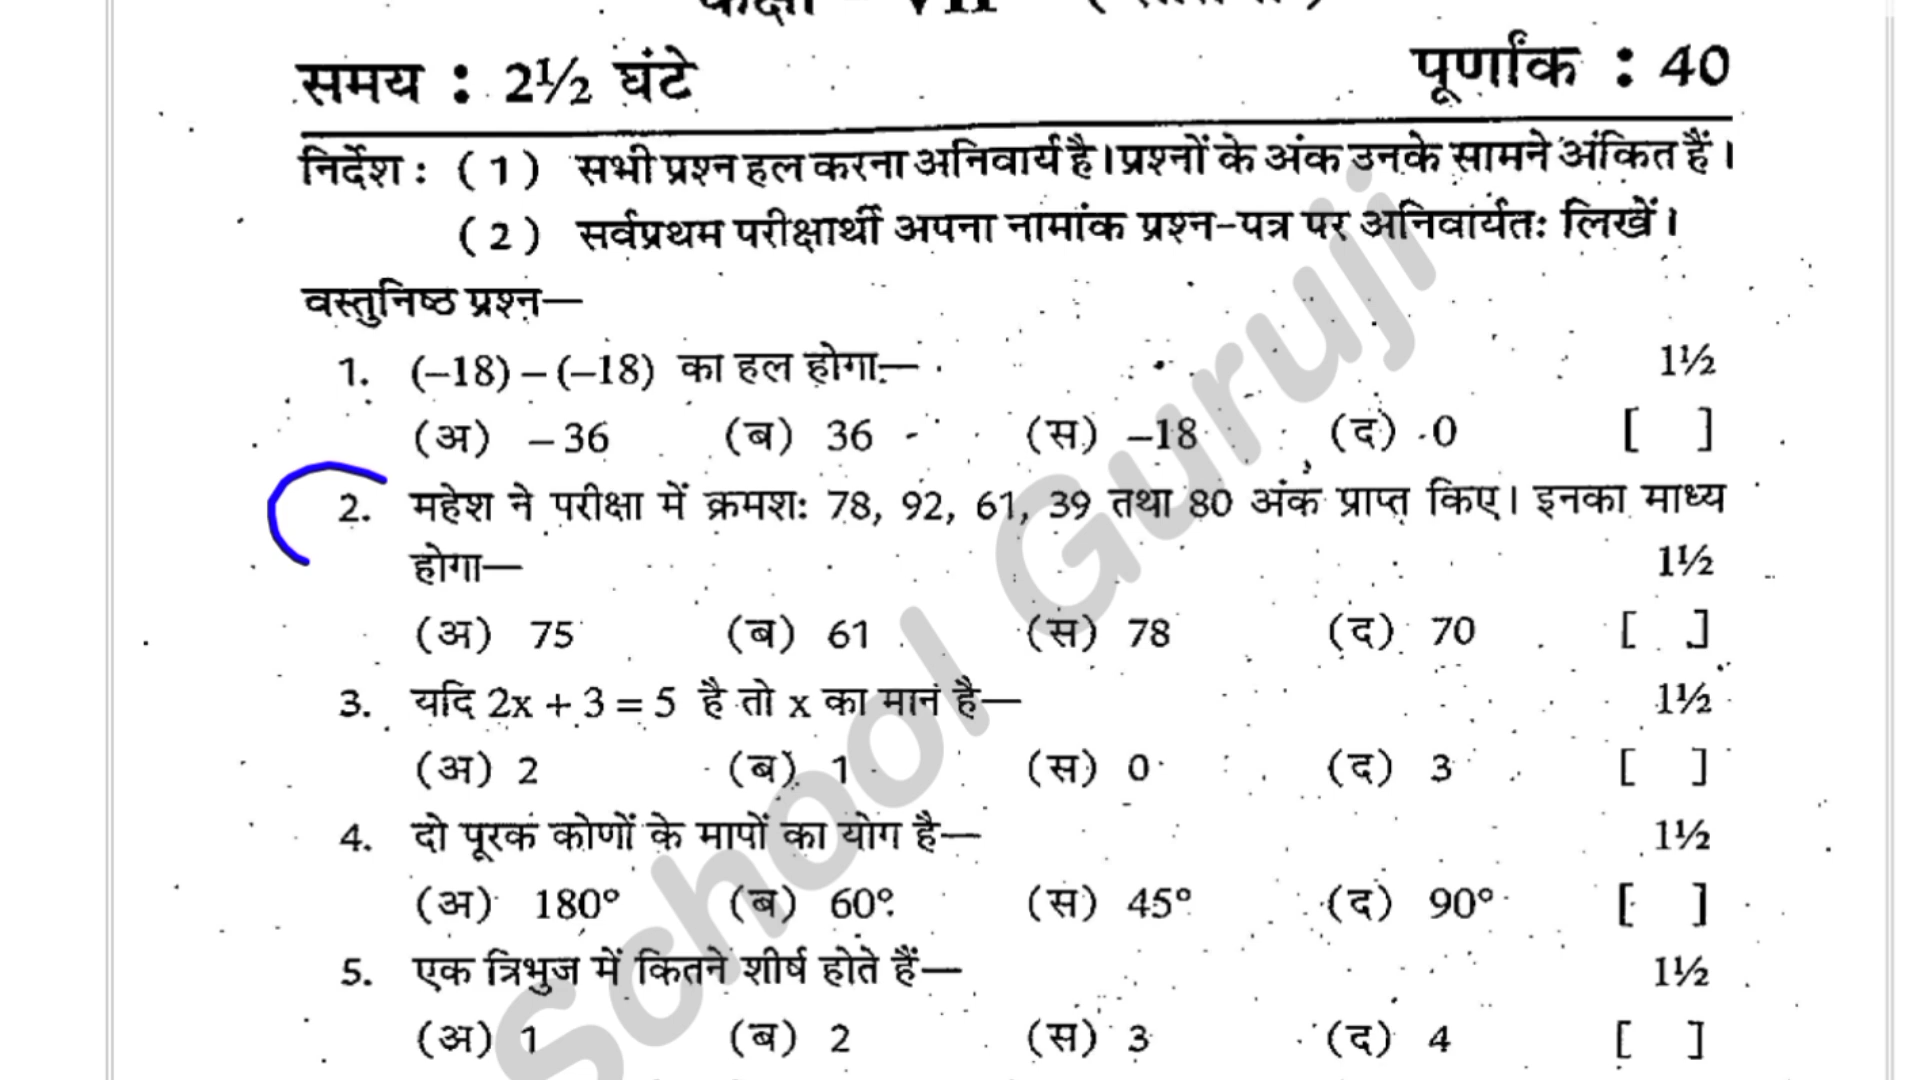 समय : 2½ घंटे पूर्णांक : 40
निर्देश : ( 1 ) सभी प्रश्न हल करना अनिवार्य है। प्रश्नों के अंक उनके सामने अंकित हैं।
( 2 ) सर्वप्रथम परीक्षार्थी अपना नामांक प्रश्न-पत्र पर अनिवार्यतः लिखें।
वस्तुनिष्ठ प्रश्न—
1. (–18) – (–18) का हल होगा— 1½
(अ) – 36 (ब) 36 (स) –18 (द) 0 [ ]
2. महेश ने परीक्षा में क्रमश: 78, 92, 61, 39 तथा 80 अंक प्राप्त किए। इनका माध्य
होगा— 1½
(अ) 75 (ब) 61 (स) 78 (द) 70 [ ]
3. यदि 2x + 3 = 5 है तो x का मान है— 1½
(अ) 2 (ब) 1 (स) 0 (द) 3 [ ]
4. दो पूरक कोणों के मापों का योग है— 1½
(अ) 180° (ब) 60° (स) 45° (द) 90° [ ]
5. एक त्रिभुज में कितने शीर्ष होते हैं— 1½
(अ) 1 (ब) 2 (स) 3 (द) 4 [ ]
School Guruji